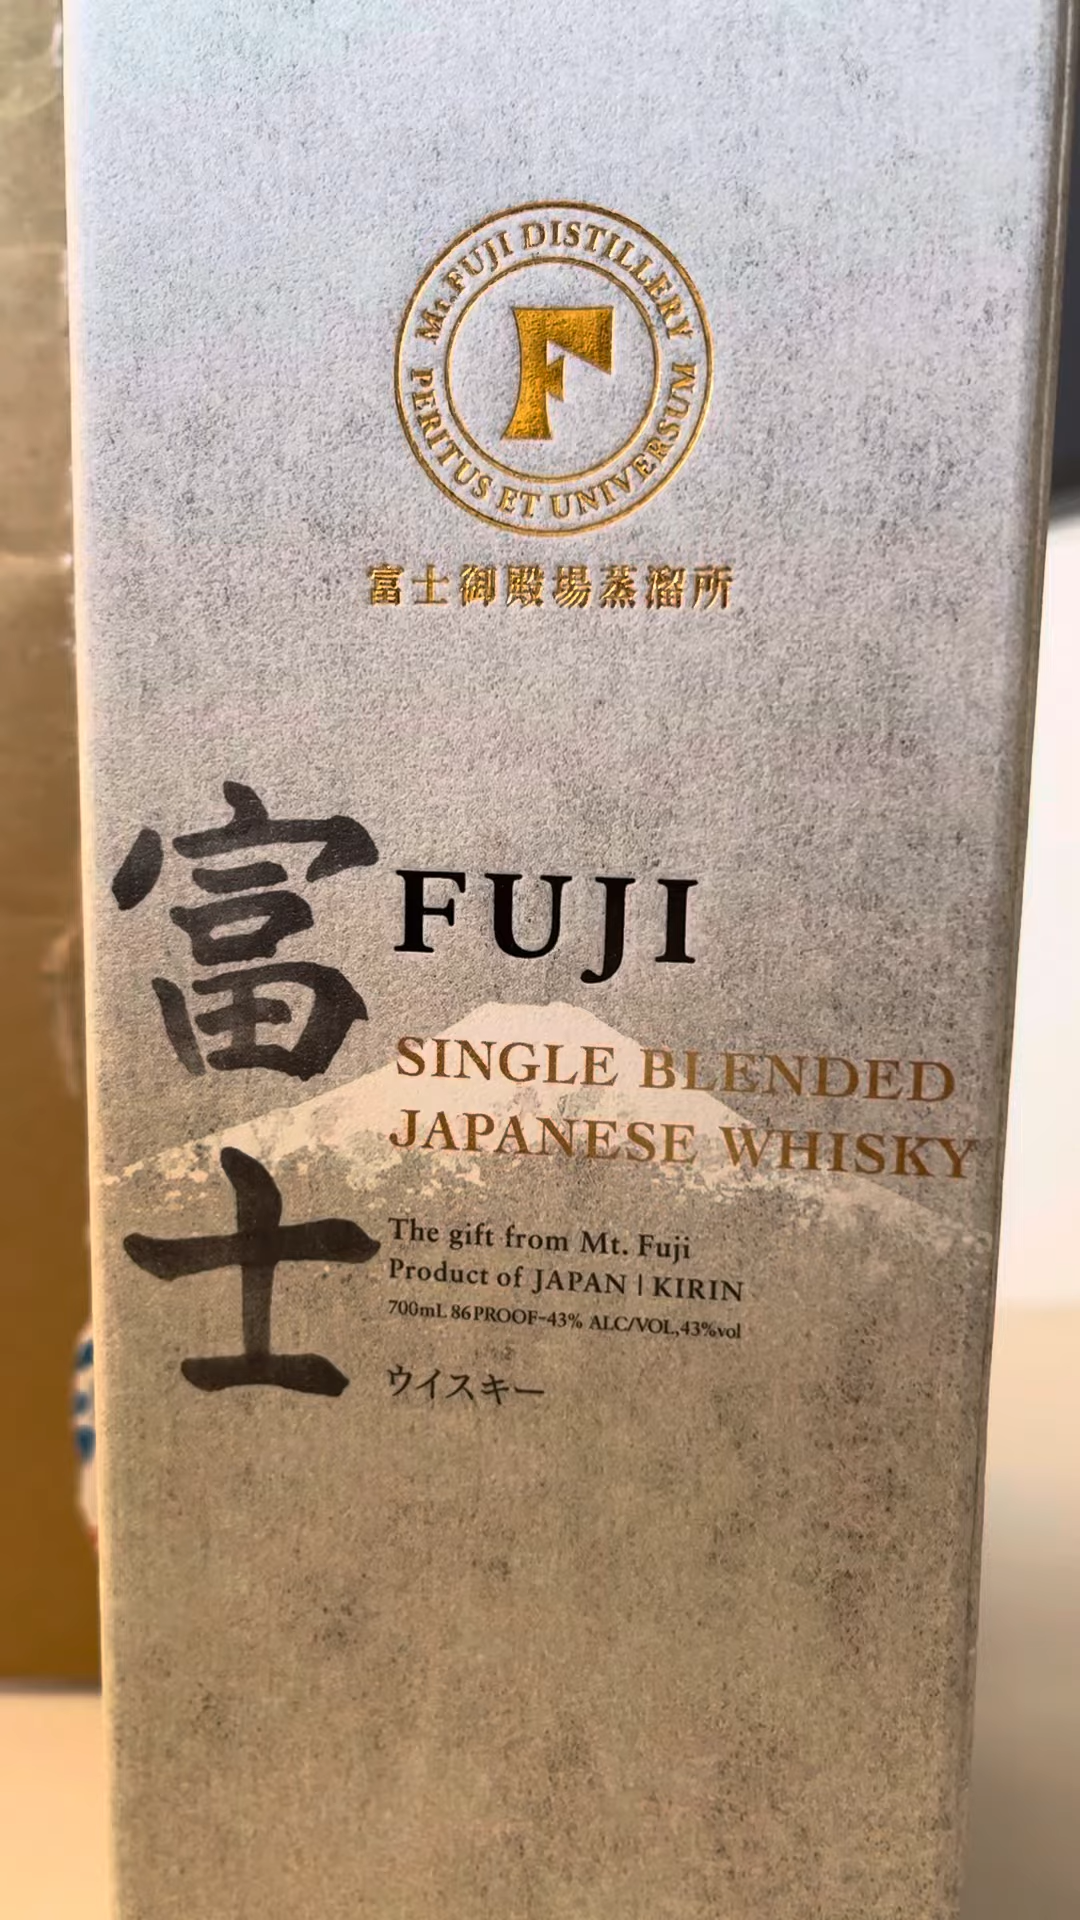 Mt. FUJI DISTILLERY
PERITUS ET UNIVERSUM
F
富士御殿場蒸溜所
富士
FUJI
SINGLE BLENDED
JAPANESE WHISKY
The gift from Mt. Fuji
Product of JAPAN | KIRIN
700mL 86PROOF-43% ALC/VOL,43%vol
ウイスキー